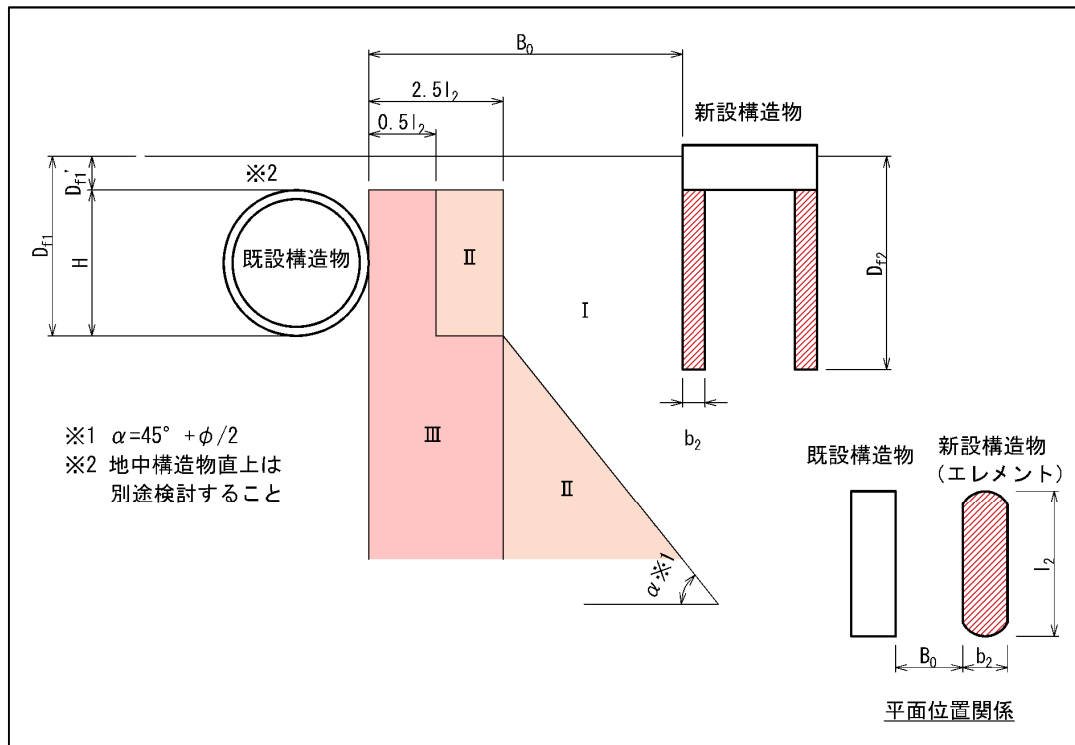 B₀
2.5l₂
0.5l₂
新設構造物
※2
D_f1'
D_f1
H
既設構造物
Ⅱ
Ⅰ
D_f2
Ⅲ
Ⅱ
b₂
※1 α=45° +φ/2
※2 地中構造物直上は
別途検討すること
α※1
既設構造物
新設構造物
(エレメント)
l₂
B₀
b₂
平面位置関係